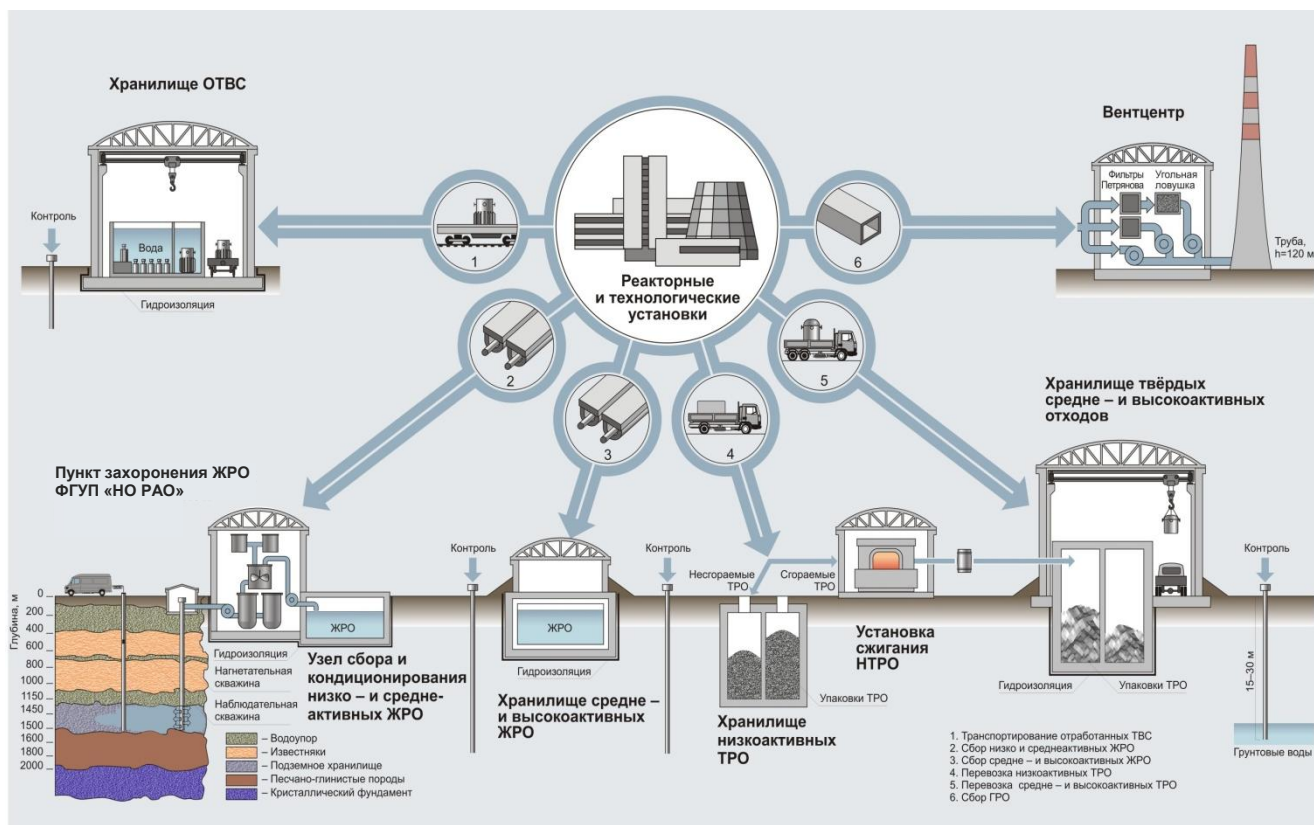 Хранилище ОТВС
Контроль
Вода
Гидроизоляция
1
Реакторные
и технологические
установки
6
Вентцентр
Фильтры
Петрянова
Угольная
ловушка
Труба,
h=120 м
2
3
4
5
Пункт захоронения ЖРО
ФГУП «НО РАО»
Глубина, м
0
200
400
600
800
1000
1150
1450
1500
1600
1800
2000
Гидроизоляция
Нагнетательная
скважина
Наблюдательная
скважина
– Водоупор
– Известняки
– Подземное хранилище
– Песчано-глинистые породы
– Кристаллический фундамент
ЖРО
Узел сбора и
кондиционирования
низко – и средне-
активных ЖРО
Контроль
ЖРО
Гидроизоляция
Хранилище средне –
и высокоактивных
ЖРО
Контроль
Несгораемые
ТРО
Сгораемые
ТРО
Упаковки ТРО
Хранилище
низкоактивных
ТРО
Установка
сжигания
НТРО
Хранилище твёрдых
средне – и высокоактивных
отходов
Гидроизоляция
Упаковки ТРО
Контроль
15–30 м
Грунтовые воды
1. Транспортирование отработанных ТВС
2. Сбор низко и среднеактивных ЖРО
3. Сбор средне – и высокоактивных ЖРО
4. Перевозка низкоактивных ТРО
5. Перевозка средне – и высокоактивных ТРО
6. Сбор ГРО